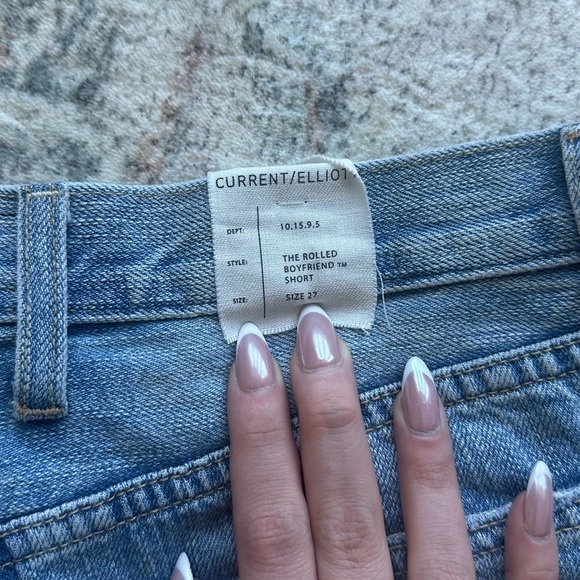 CURRENT/ELLIOT
DEPT: 10.15.9.5
STYLE: THE ROLLED
BOYFRIEND ™
SHORT
SIZE: SIZE 27